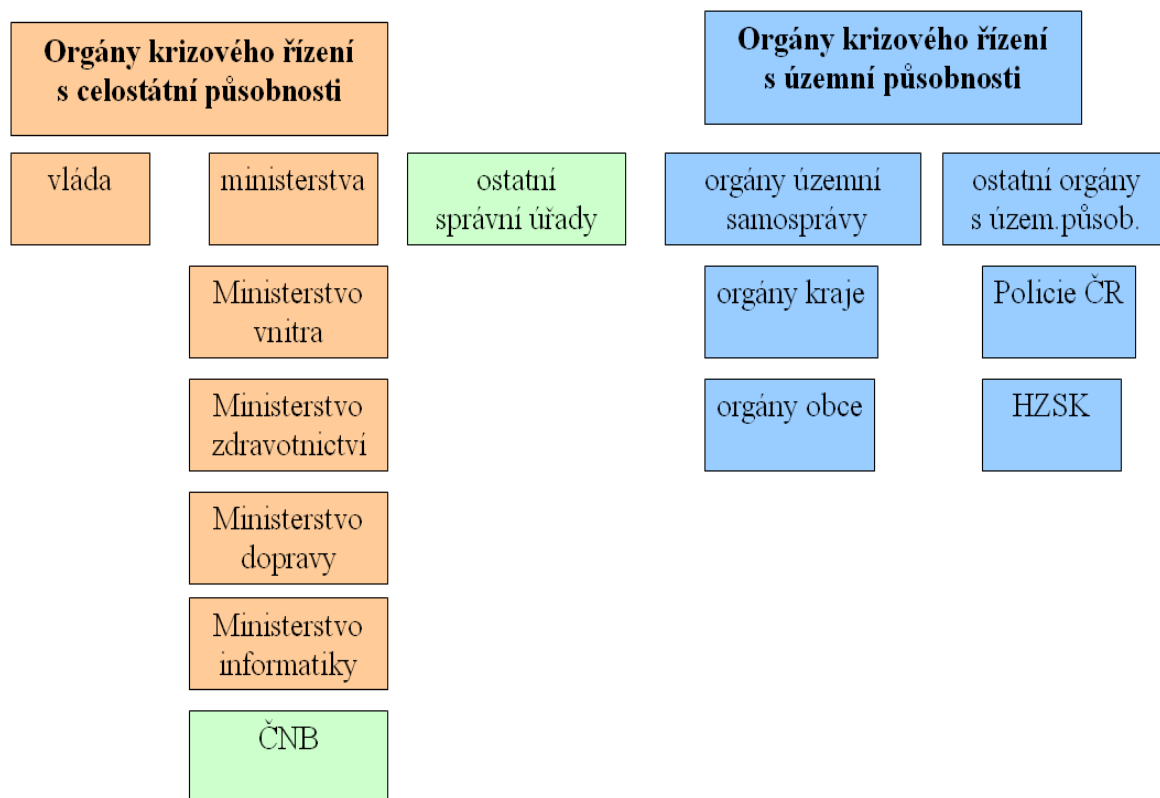 Orgány krizového řízení
s celostátní působnosti
Orgány krizového řízení
s územní působnosti
vláda
ministerstva
ostatní
správní úřady
orgány územní
samosprávy
ostatní orgány
s územ.působ.
Ministerstvo
vnitra
orgány kraje
Policie ČR
Ministerstvo
zdravotnictví
orgány obce
HZSK
Ministerstvo
dopravy
Ministerstvo
informatiky
ČNB